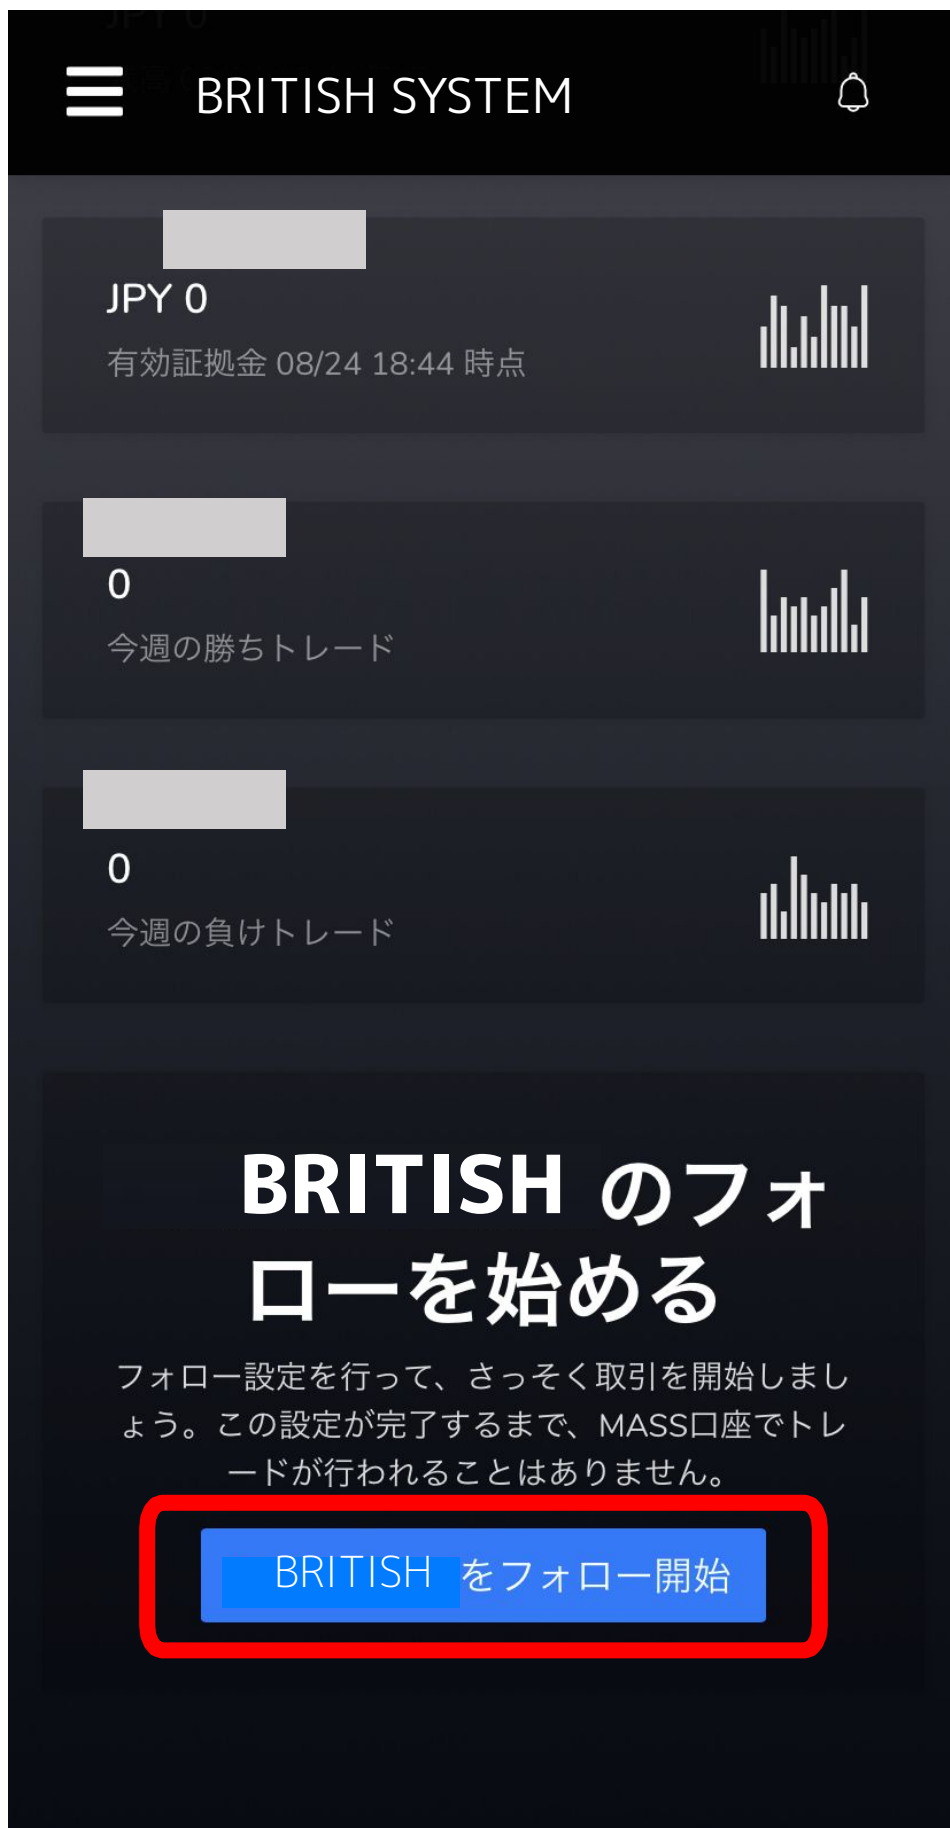 JPY 0
BRITISH SYSTEM
JPY 0
有効証拠金 08/24 18:44 時点
0
今週の勝ちトレード
0
今週の負けトレード
BRITISH のフォ
ローを始める
フォロー設定を行って、さっそく取引を開始しまし
ょう。この設定が完了するまで、MASS口座でトレ
ードが行われることはありません。
BRITISH をフォロー開始